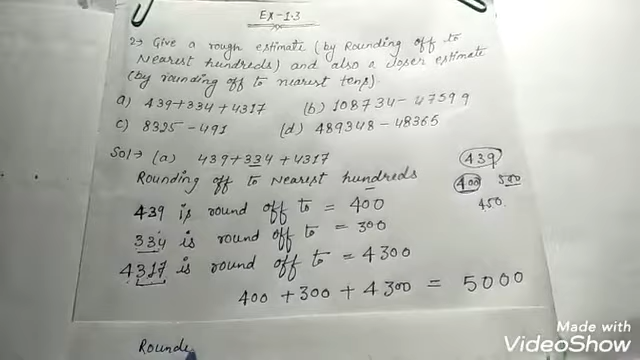 Ex-1.3
2→ Give a rough estimate (by Rounding off to
Nearest hundreds) and also a closer estimate
(by rounding off to nearest tens).
a) 439+334+4317 (b) 108734-47599
c) 8325-491 (d) 489348-48365
Sol→ (a) 439+334+4317 439
Rounding off to Nearest hundreds 400 500
439 is round off to = 400 450.
334 is round off to = 300
4317 is round off to = 4300
400 + 300 + 4300 = 5000
Rounde
Made with
VideoShow